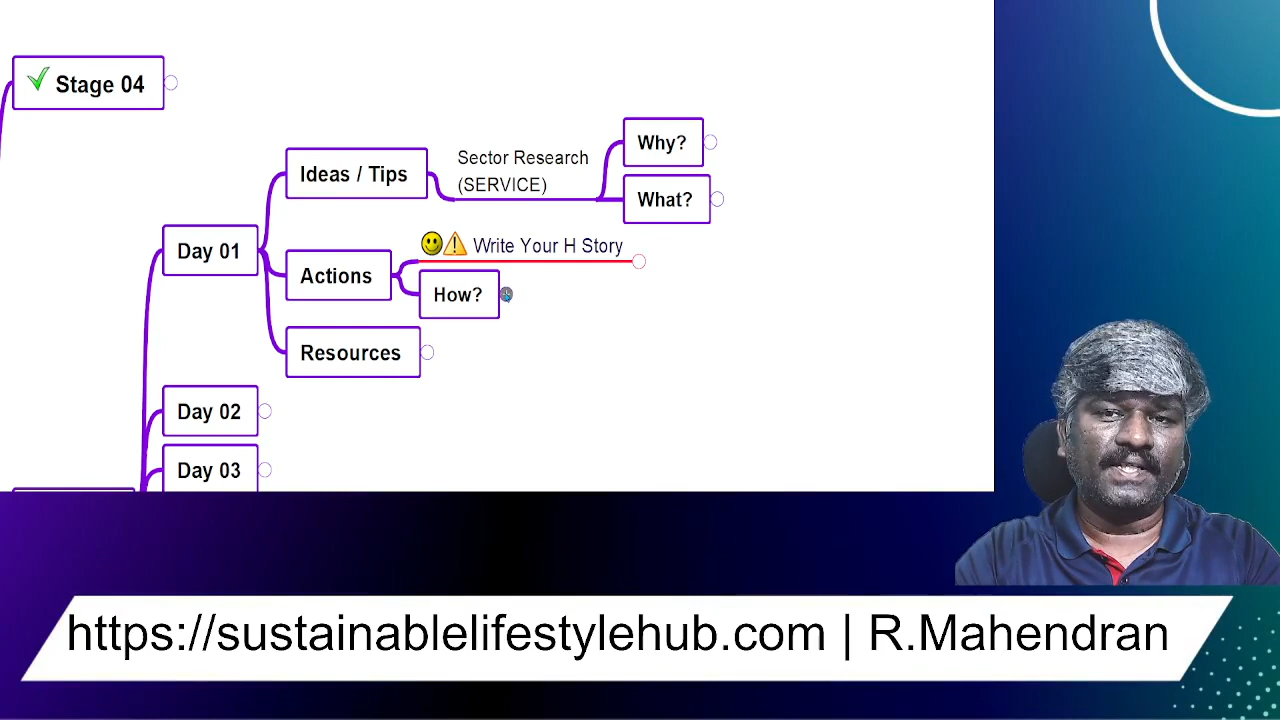 Stage 04
Day 01
Ideas / Tips
Sector Research
(SERVICE)
Why?
What?
Actions
Write Your H Story
How?
Resources
Day 02
Day 03
https://sustainablelifestylehub.com | R.Mahendran